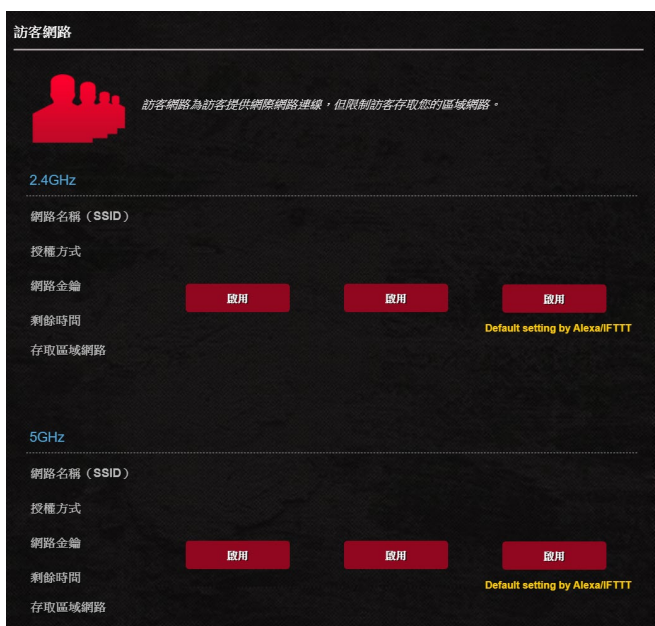 訪客網路
訪客網路為訪客提供網際網路連線，但限制訪客存取您的區域網路。
2.4GHz
網路名稱（SSID）
授權方式
網路金鑰
啟用 啟用 啟用
剩餘時間
Default setting by Alexa/IFTTT
存取區域網路
5GHz
網路名稱（SSID）
授權方式
網路金鑰
啟用 啟用 啟用
剩餘時間
Default setting by Alexa/IFTTT
存取區域網路